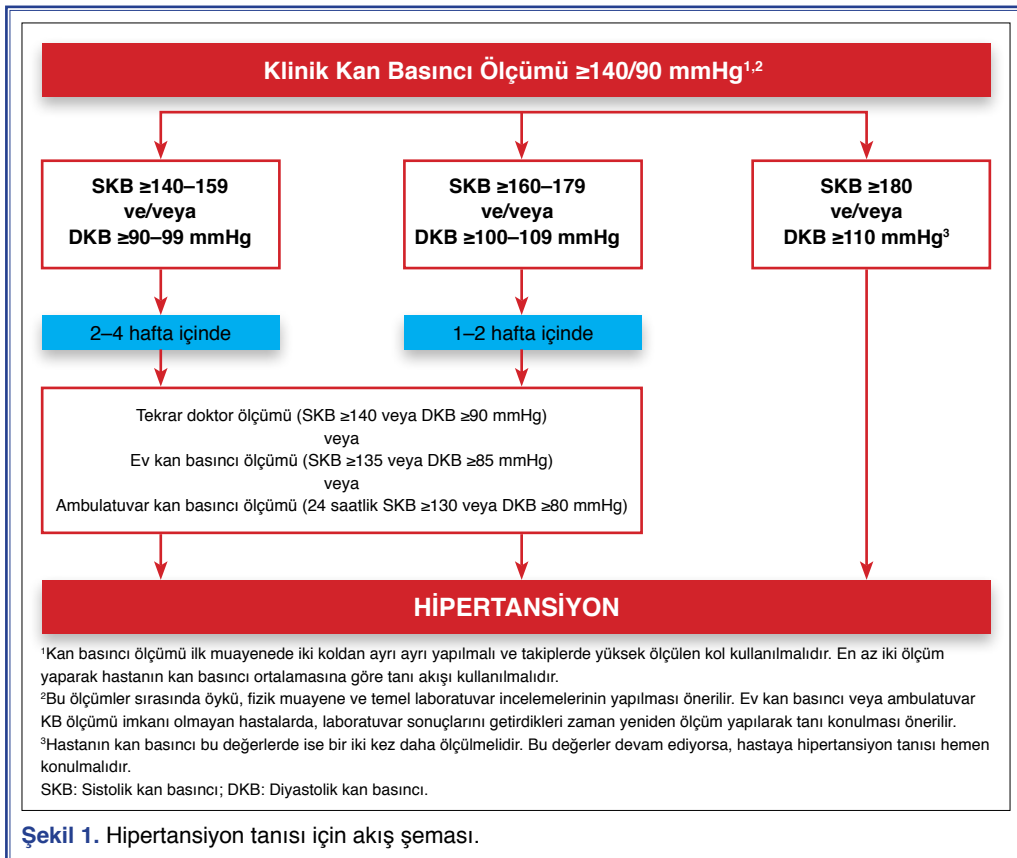 Klinik Kan Basıncı Ölçümü ≥140/90 mmHg1,2
SKB ≥140–159
ve/veya
DKB ≥90–99 mmHg
SKB ≥160–179
ve/veya
DKB ≥100–109 mmHg
SKB ≥180
ve/veya
DKB ≥110 mmHg3
2–4 hafta içinde
1–2 hafta içinde
Tekrar doktor ölçümü (SKB ≥140 veya DKB ≥90 mmHg)
veya
Ev kan basıncı ölçümü (SKB ≥135 veya DKB ≥85 mmHg)
veya
Ambulatuvar kan basıncı ölçümü (24 saatlik SKB ≥130 veya DKB ≥80 mmHg)
HİPERTANSİYON
1Kan basıncı ölçümü ilk muayenede iki koldan ayrı ayrı yapılmalı ve takiplerde yüksek ölçülen kol kullanılmalıdır. En az iki ölçüm
yaparak hastanın kan basıncı ortalamasına göre tanı akışı kullanılmalıdır.
2Bu ölçümler sırasında öykü, fizik muayene ve temel laboratuvar incelemelerinin yapılması önerilir. Ev kan basıncı veya ambulatuvar
KB ölçümü imkanı olmayan hastalarda, laboratuvar sonuçlarını getirdikleri zaman yeniden ölçüm yapılarak tanı konulması önerilir.
3Hastanın kan basıncı bu değerlerde ise bir iki kez daha ölçülmelidir. Bu değerler devam ediyorsa, hastaya hipertansiyon tanısı hemen
konulmalıdır.
SKB: Sistolik kan basıncı; DKB: Diyastolik kan basıncı.
Şekil 1. Hipertansiyon tanısı için akış şeması.